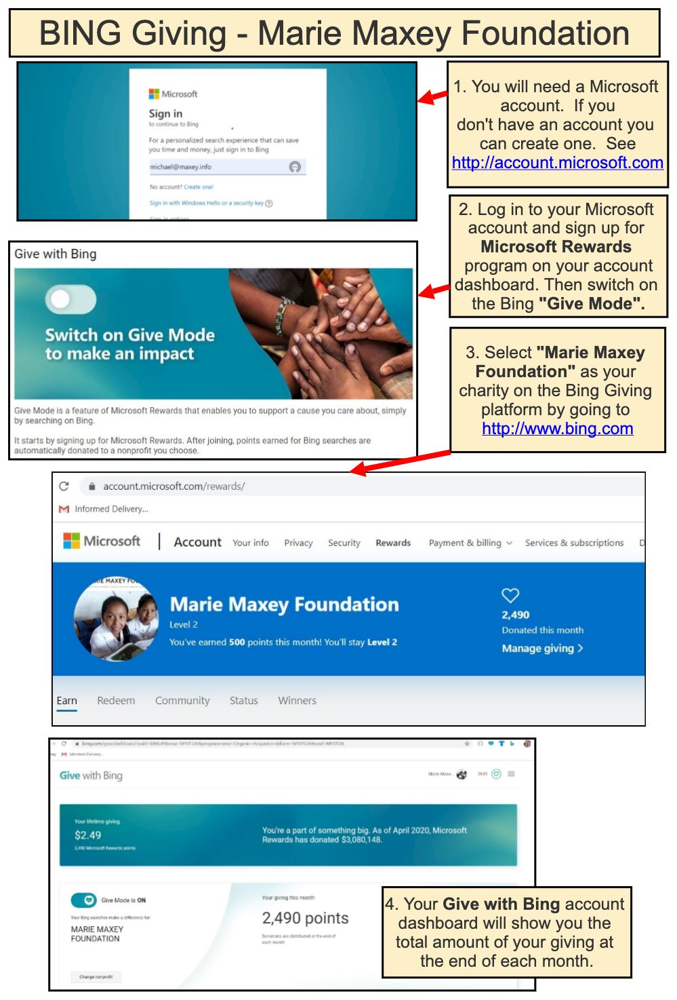 BING Giving - Marie Maxey Foundation
Microsoft
Sign in
to continue to Bing
For a personalized search experience that can save
you time and money, just sign in to Bing
michael@maxey.info
No account? Create one!
Sign in with Windows Hello or a security key
Sign-in options
1. You will need a Microsoft
account. If you
don't have an account you
can create one. See
http://account.microsoft.com
2. Log in to your Microsoft
account and sign up for
Microsoft Rewards
program on your account
dashboard. Then switch on
the Bing "Give Mode".
Give with Bing
Switch on Give Mode
to make an impact
Give Mode is a feature of Microsoft Rewards that enables you to support a cause you care about, simply
by searching on Bing.
It starts by signing up for Microsoft Rewards. After joining, points earned for Bing searches are
automatically donated to a nonprofit you choose.
3. Select "Marie Maxey
Foundation" as your
charity on the Bing Giving
platform by going to
http://www.bing.com
account.microsoft.com/rewards/
Informed Delivery...
Microsoft | Account Your info Privacy Security Rewards Payment & billing Services & subscriptions D
IE MAXEY FOU
Marie Maxey Foundation
Level 2
You've earned 500 points this month! You'll stay Level 2
2,490
Donated this month
Manage giving >
Earn Redeem Community Status Winners
Informed Delivery...
Give with Bing
Marie Maxe... 2645
Your lifetime giving
$2.49
2,490 Microsoft Rewards points
You're a part of something big. As of April 2020, Microsoft
Rewards has donated $3,080,148.
Give Mode is ON
Your Bing searches make a difference for:
MARIE MAXEY
FOUNDATION
Change nonprofit
Your giving this month
2,490 points
Donations are distributed at the end of
each month
4. Your Give with Bing account
dashboard will show you the
total amount of your giving at
the end of each month.